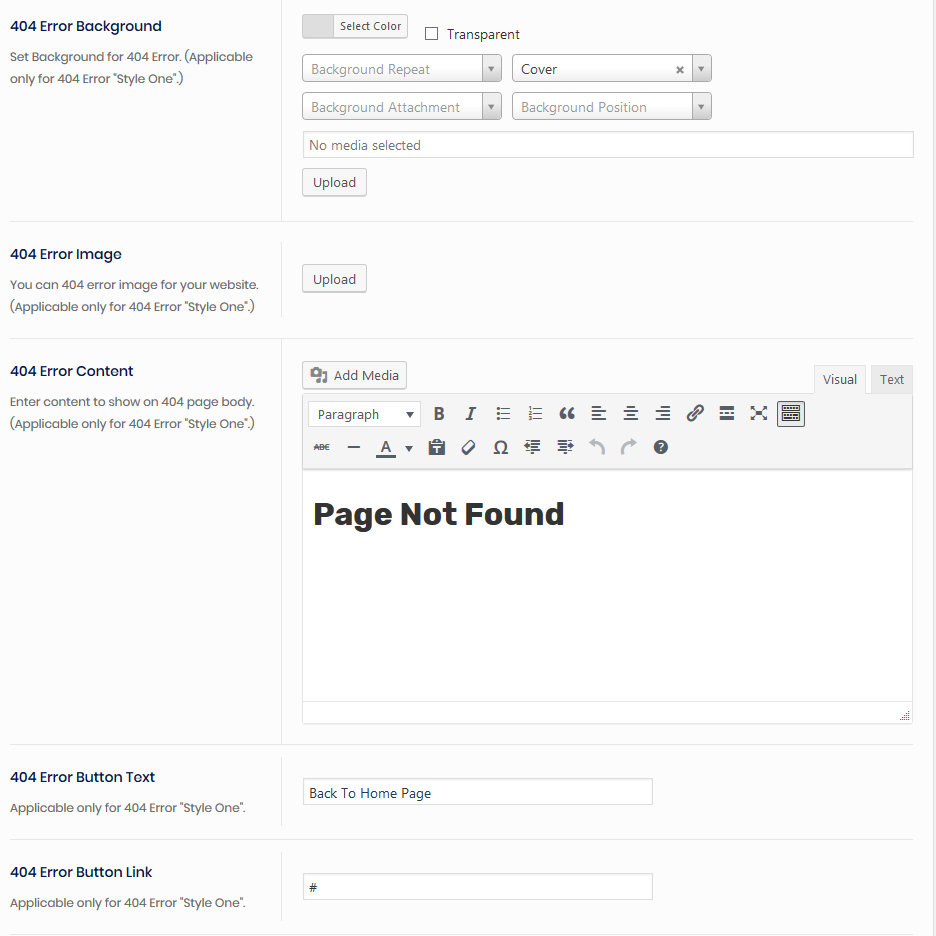 404 Error Background
Set Background for 404 Error. (Applicable
only for 404 Error "Style One".)
Select Color
Transparent
Background Repeat
Cover
Background Attachment
Background Position
No media selected
Upload
404 Error Image
You can 404 error image for your website.
(Applicable only for 404 Error "Style One".)
Upload
404 Error Content
Enter content to show on 404 page body.
(Applicable only for 404 Error "Style One".)
Add Media
Visual
Text
Paragraph
B
I
ABC
A
Ω
Page Not Found
404 Error Button Text
Applicable only for 404 Error "Style One".
Back To Home Page
404 Error Button Link
Applicable only for 404 Error "Style One".
#